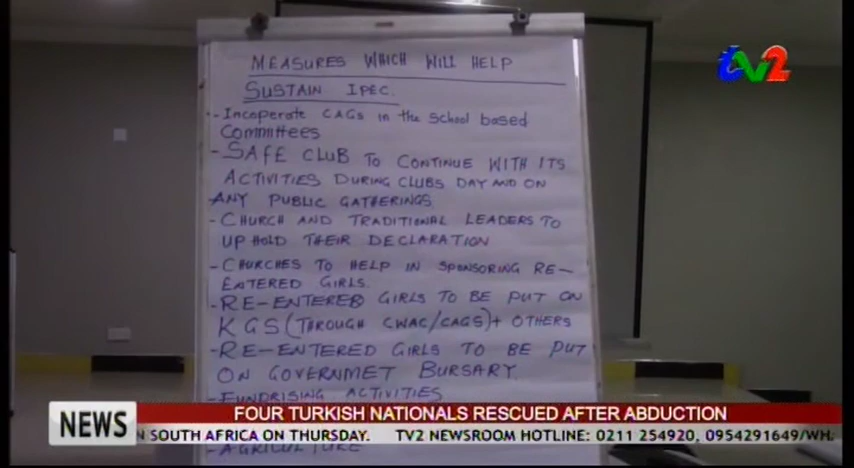 MEASURES WHICH WILL HELP
SUSTAIN IPEC.
- Incoperate CAGs in the school based
Committees
- SAFE CLUB TO CONTINUE WITH ITS
ACTIVITIES DURING CLUBS DAY AND ON
ANY PUBLIC GATHERINGS
- CHURCH AND TRADITIONAL LEADERS TO
UP HOLD THEIR DECLARATION
- CHURCHES TO HELP IN SPONSORING RE-
ENTERED GIRLS.
- RE-ENTERED GIRLS TO BE PUT ON
KGS (THROUGH CWAC/CAGS) + OTHERS
- RE-ENTERED GIRLS TO BE PUT
ON GOVERNMET BURSARY
- FUNDRISING ACTIVITIES
- AGRICULTURE
tv2
NEWS
FOUR TURKISH NATIONALS RESCUED AFTER ABDUCTION
N SOUTH AFRICA ON THURSDAY. TV2 NEWSROOM HOTLINE: 0211 254920, 0954291649/WH